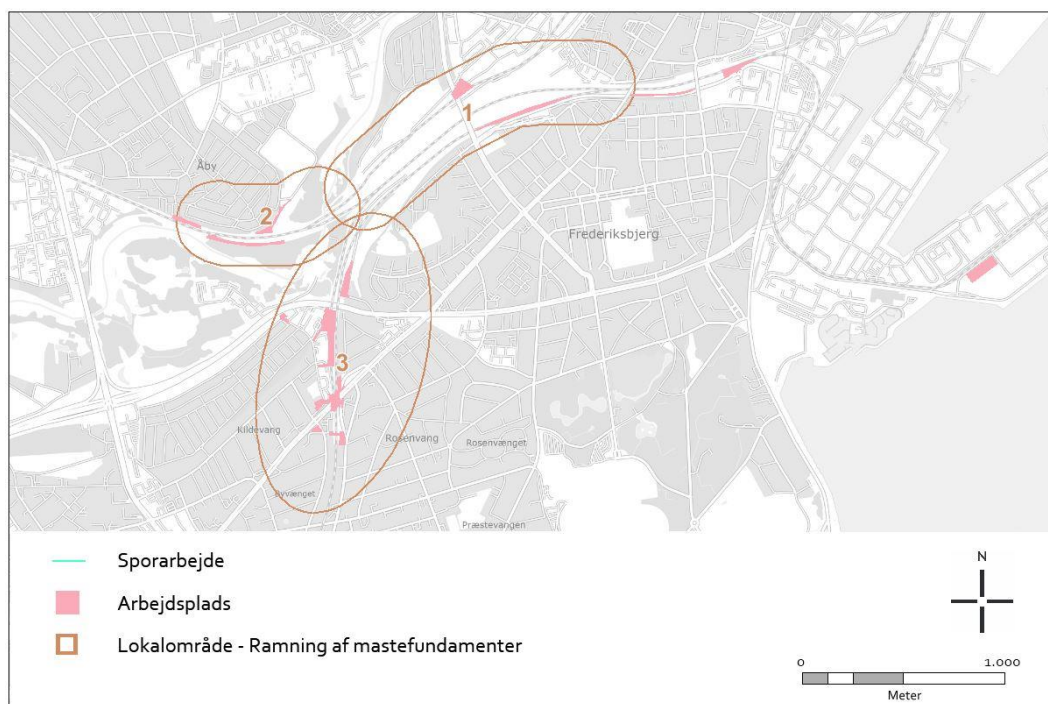 1
Åby
2
Frederiksbjerg
3
Kildevang
Rosenvang
Rosenvænget
Byvænget
Præstevangen
Sporarbejde
Arbejdsplads
Lokalområde - Ramning af mastefundamenter
N
0 1.000
Meter